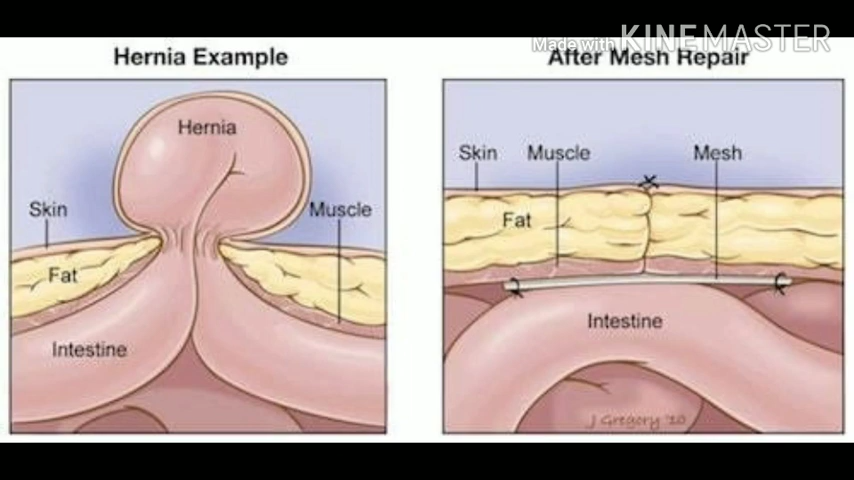 Made with KINEMASTER
Hernia Example
After Mesh Repair
Hernia
Skin
Muscle
Fat
Intestine
Skin
Muscle
Mesh
Fat
Intestine
J Gregory '10